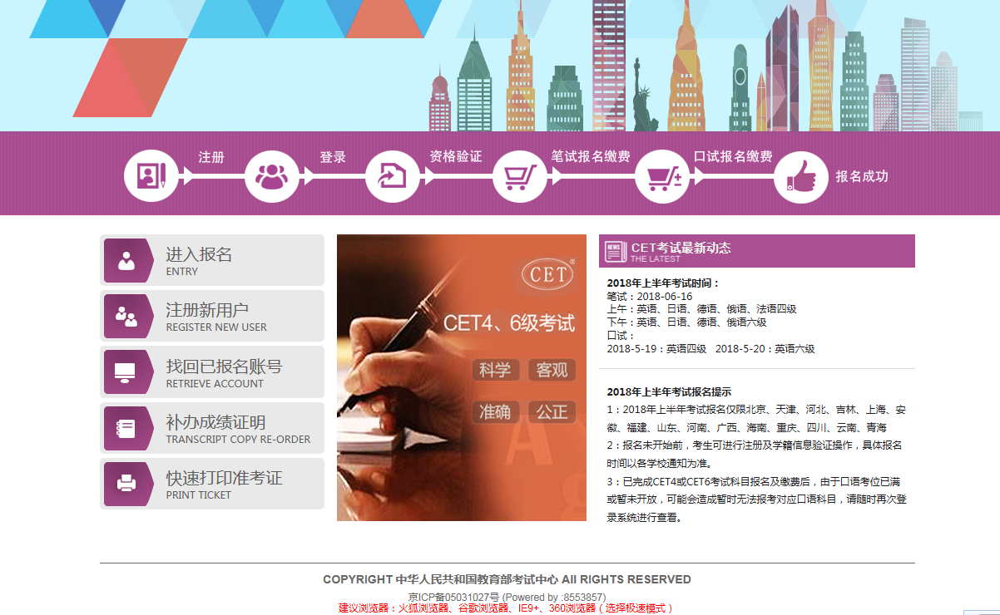 注册
登录
资格验证
笔试报名缴费
口试报名缴费
报名成功
进入报名
ENTRY
注册新用户
REGISTER NEW USER
找回已报名账号
RETRIEVE ACCOUNT
补办成绩证明
TRANSCRIPT COPY RE-ORDER
快速打印准考证
PRINT TICKET
CET®
CET4、6级考试
科学 客观
准确 公正
NEWS
CET考试最新动态
THE LATEST
2018年上半年考试时间：
笔试：2018-06-16
上午：英语、日语、德语、俄语、法语四级
下午：英语、日语、德语、俄语六级
口试：
2018-5-19：英语四级 2018-5-20：英语六级
2018年上半年考试报名提示
1：2018年上半年考试报名仅限北京、天津、河北、吉林、上海、安
徽、福建、山东、河南、广西、海南、重庆、四川、云南、青海
2：报名未开始前，考生可进行注册及学籍信息验证操作，具体报名
时间以各学校通知为准。
3：已完成CET4或CET6考试科目报名及缴费后，由于口语考位已满
或暂未开放，可能会造成暂时无法报考对应口语科目，请随时再次登
录系统进行查看。
COPYRIGHT 中华人民共和国教育部考试中心 All RIGHTS RESERVED
京ICP备05031027号 (Powered by :8553857)
建议浏览器：火狐浏览器、谷歌浏览器、IE9+、360浏览器（选择极速模式）